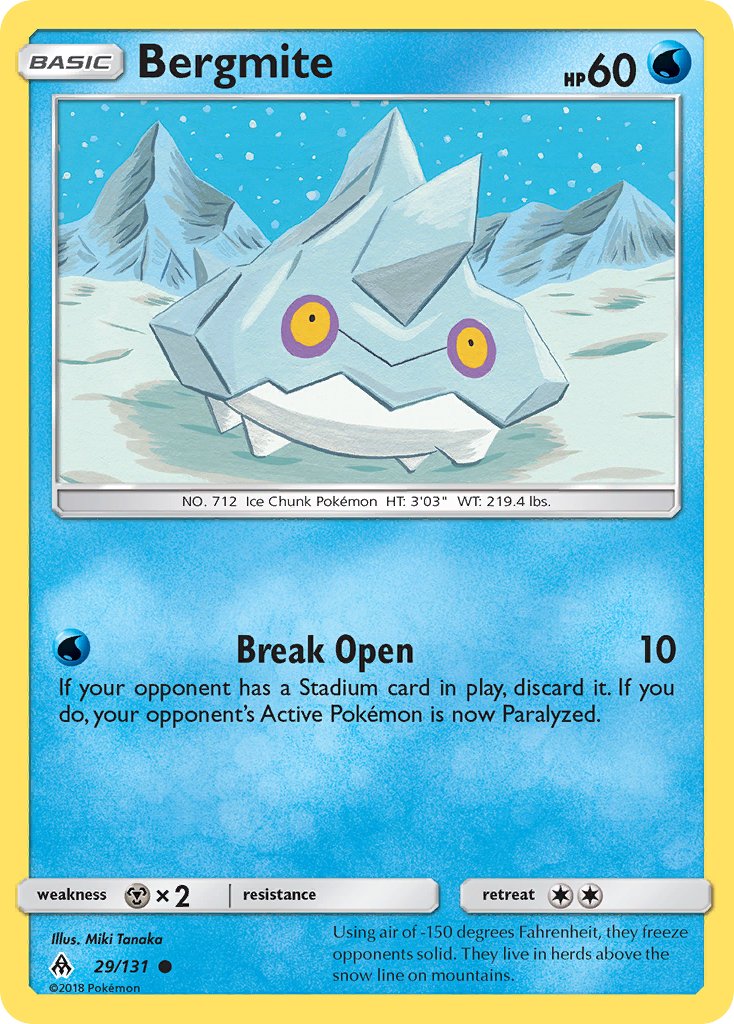 BASIC Bergmite HP60
NO. 712 Ice Chunk Pokémon HT: 3'03" WT: 219.4 lbs.
Break Open 10
If your opponent has a Stadium card in play, discard it. If you
do, your opponent's Active Pokémon is now Paralyzed.
weakness ×2 resistance retreat
Illus. Miki Tanaka
29/131
©2018 Pokémon
Using air of -150 degrees Fahrenheit, they freeze
opponents solid. They live in herds above the
snow line on mountains.